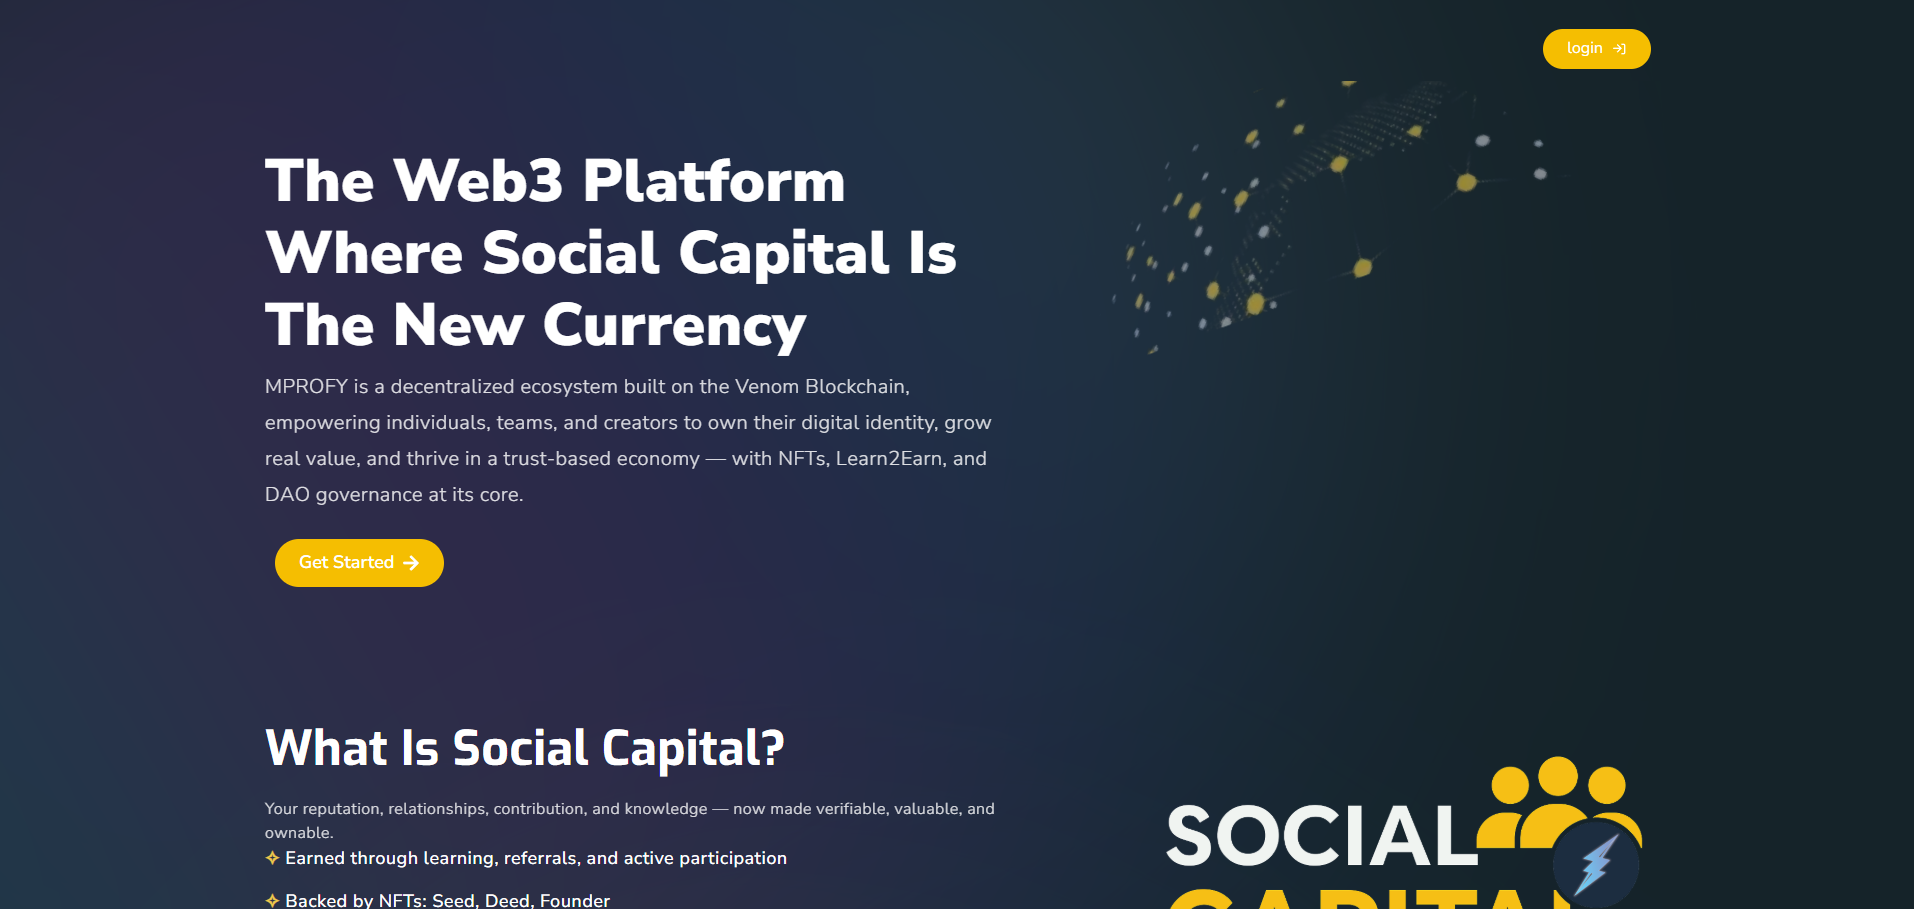 login
The Web3 Platform
Where Social Capital Is
The New Currency
MPROFY is a decentralized ecosystem built on the Venom Blockchain,
empowering individuals, teams, and creators to own their digital identity, grow
real value, and thrive in a trust-based economy — with NFTs, Learn2Earn, and
DAO governance at its core.
Get Started
What Is Social Capital?
Your reputation, relationships, contribution, and knowledge — now made verifiable, valuable, and
ownable.
Earned through learning, referrals, and active participation
Backed by NFTs: Seed, Deed, Founder
SOCIAL
CAPITAL